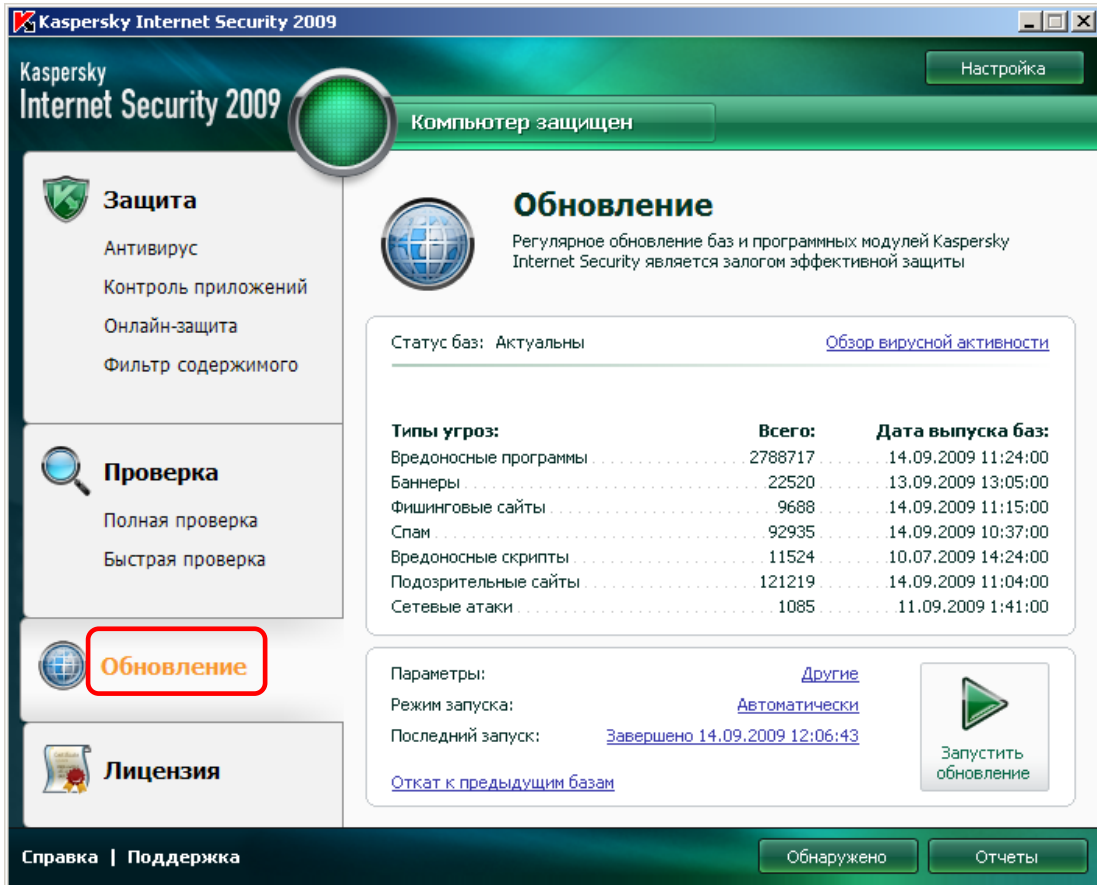 Kaspersky Internet Security 2009
Kaspersky
Internet Security 2009
Настройка
Компьютер защищен
Защита
Антивирус
Контроль приложений
Онлайн-защита
Фильтр содержимого
Проверка
Полная проверка
Быстрая проверка
Обновление
Лицензия
Обновление
Регулярное обновление баз и программных модулей Kaspersky
Internet Security является залогом эффективной защиты
Статус баз: Актуальны Обзор вирусной активности
Типы угроз: Всего: Дата выпуска баз:
Вредоносные программы 2788717 14.09.2009 11:24:00
Баннеры 22520 13.09.2009 13:05:00
Фишинговые сайты 9688 14.09.2009 11:15:00
Спам 92935 14.09.2009 10:37:00
Вредоносные скрипты 11524 10.07.2009 14:24:00
Подозрительные сайты 121219 14.09.2009 11:04:00
Сетевые атаки 1085 11.09.2009 1:41:00
Параметры: Другие
Режим запуска: Автоматически
Последний запуск: Завершено 14.09.2009 12:06:43
Откат к предыдущим базам
Запустить
обновление
Справка | Поддержка
Обнаружено
Отчеты